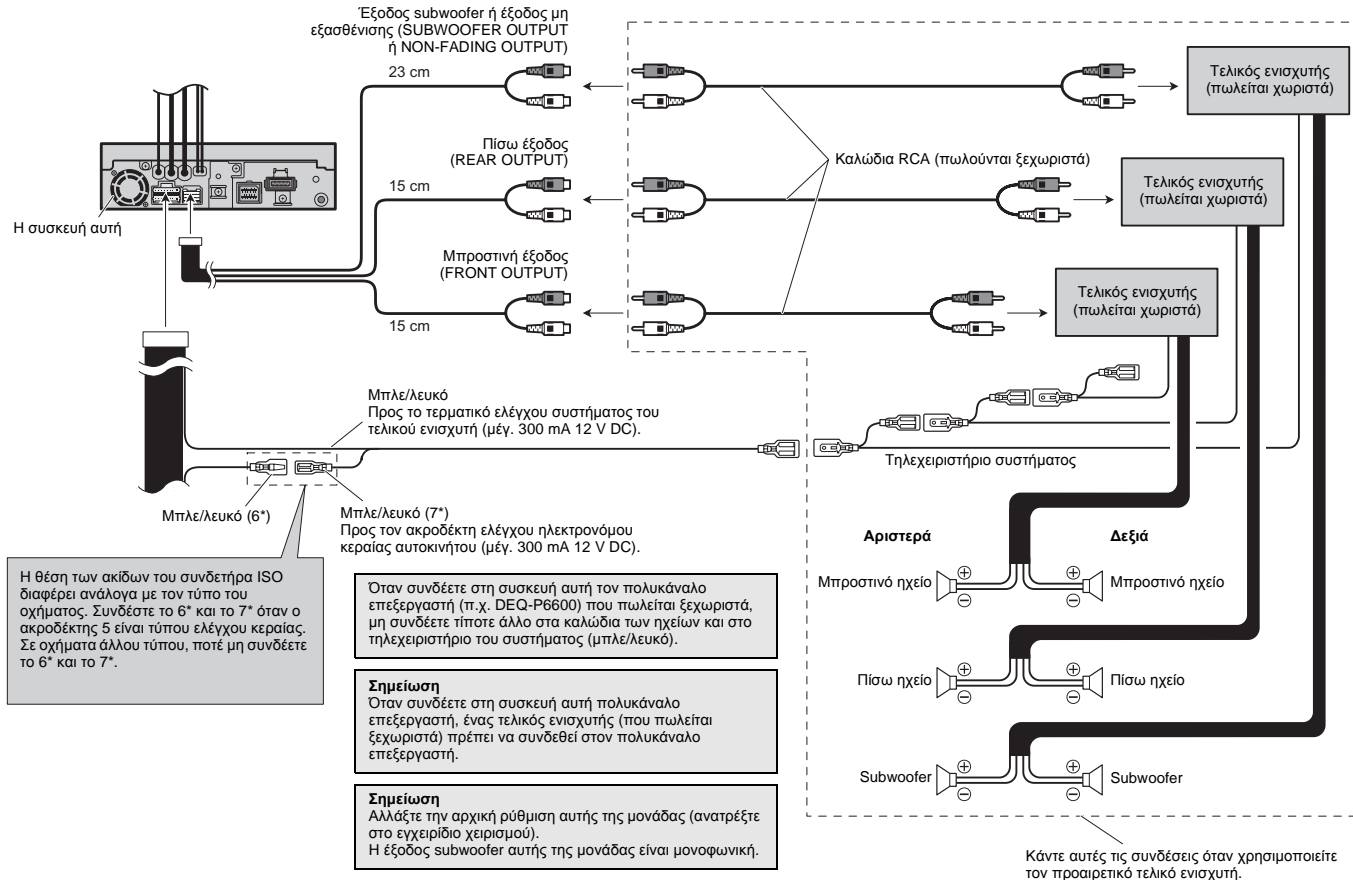 Έξοδος subwoofer ή έξοδος μη
εξασθένισης (SUBWOOFER OUTPUT
ή NON-FADING OUTPUT)
23 cm
Τελικός ενισχυτής
(πωλείται χωριστά)
Πίσω έξοδος
(REAR OUTPUT)
15 cm
Καλώδια RCA (πωλούνται ξεχωριστά)
Τελικός ενισχυτής
(πωλείται χωριστά)
Η συσκευή αυτή
Μπροστινή έξοδος
(FRONT OUTPUT)
15 cm
Τελικός ενισχυτής
(πωλείται χωριστά)
Μπλε/λευκό
Προς το τερματικό ελέγχου συστήματος του
τελικού ενισχυτή (μέγ. 300 mA 12 V DC).
Τηλεχειριστήριο συστήματος
Μπλε/λευκό (6*)
Μπλε/λευκό (7*)
Προς τον ακροδέκτη ελέγχου ηλεκτρονόμου
κεραίας αυτοκινήτου (μέγ. 300 mA 12 V DC).
Η θέση των ακίδων του συνδετήρα ISO
διαφέρει ανάλογα με τον τύπο του
οχήματος. Συνδέστε το 6* και το 7* όταν ο
ακροδέκτης 5 είναι τύπου ελέγχου κεραίας.
Σε οχήματα άλλου τύπου, ποτέ μη συνδέετε
το 6* και το 7*.
Όταν συνδέετε στη συσκευή αυτή τον πολυκάναλο
επεξεργαστή (π.χ. DEQ-P6600) που πωλείται ξεχωριστά,
μη συνδέετε τίποτε άλλο στα καλώδια των ηχείων και στο
τηλεχειριστήριο του συστήματος (μπλε/λευκό).
Σημείωση
Όταν συνδέετε στη συσκευή αυτή πολυκάναλο
επεξεργαστή, ένας τελικός ενισχυτής (που πωλείται
ξεχωριστά) πρέπει να συνδεθεί στον πολυκάναλο
επεξεργαστή.
Σημείωση
Αλλάξτε την αρχική ρύθμιση αυτής της μονάδας (ανατρέξτε
στο εγχειρίδιο χειρισμού).
Η έξοδος subwoofer αυτής της μονάδας είναι μονοφωνική.
Αριστερά
Δεξιά
Μπροστινό ηχείο
⊕
⊖
⊕
⊖
Μπροστινό ηχείο
Πίσω ηχείο
⊕
⊖
⊕
⊖
Πίσω ηχείο
Subwoofer
⊕
⊖
⊕
⊖
Subwoofer
Κάντε αυτές τις συνδέσεις όταν χρησιμοποιείτε
τον προαιρετικό τελικό ενισχυτή.